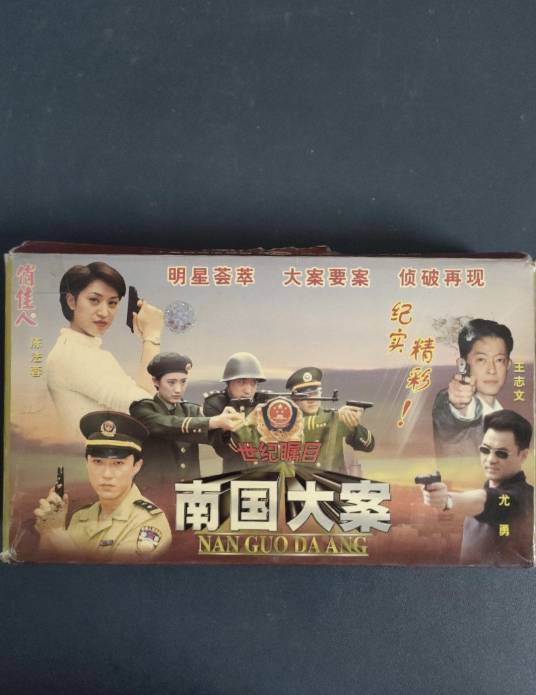 俏佳人
明星荟萃 大案要案 侦破再现
纪实
精彩！
陈法蓉
王志文
世纪瞩目
南国大案
NAN GUO DA ANG
尤勇